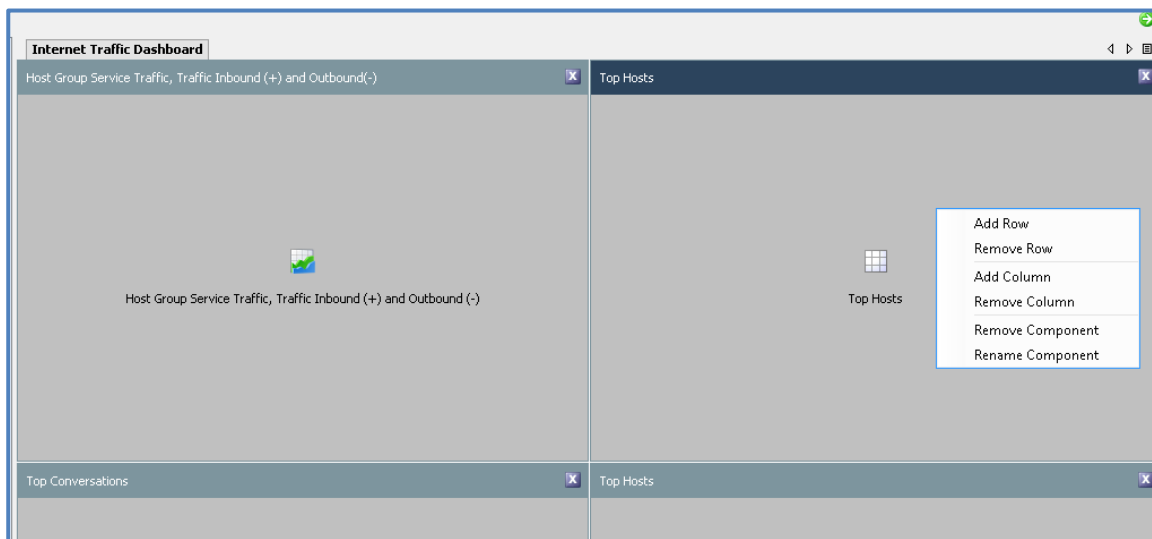 Internet Traffic Dashboard
Host Group Service Traffic, Traffic Inbound (+) and Outbound(-)
X
Top Hosts
X
Host Group Service Traffic, Traffic Inbound (+) and Outbound (-)
Top Hosts
Add Row
Remove Row
Add Column
Remove Column
Remove Component
Rename Component
Top Conversations
X
Top Hosts
X